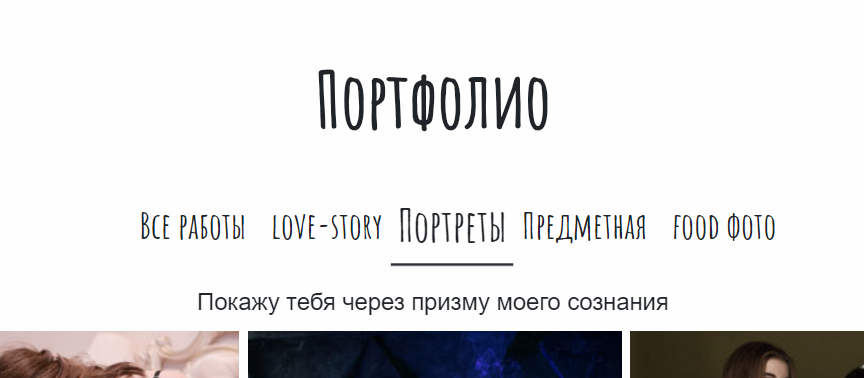 Портфолио
Все работы love-story Портреты Предметная food фото
Покажу тебя через призму моего сознания